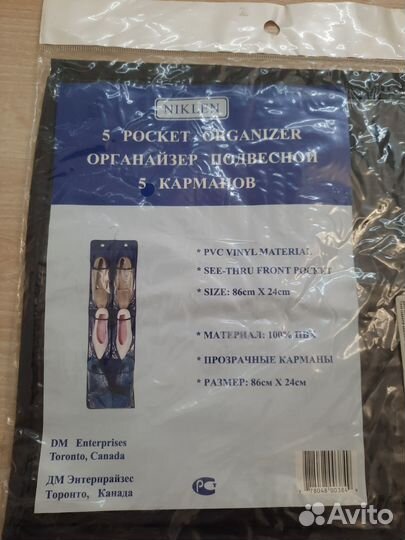 NIKLEN
5 POCKET ORGANIZER
ОРГАНАЙЗЕР ПОДВЕСНОЙ
5 КАРМАНОВ
* PVC VINYL MATERIAL
* SEE-THRU FRONT POCKET
* SIZE: 86cm X 24cm
* МАТЕРИАЛ: 100% ПВХ
* ПРОЗРАЧНЫЕ КАРМАНЫ
* РАЗМЕР: 86см X 24см
DM Enterprises
Toronto, Canada
ДМ Энтерпрайзес
Торонто, Канада
Avito